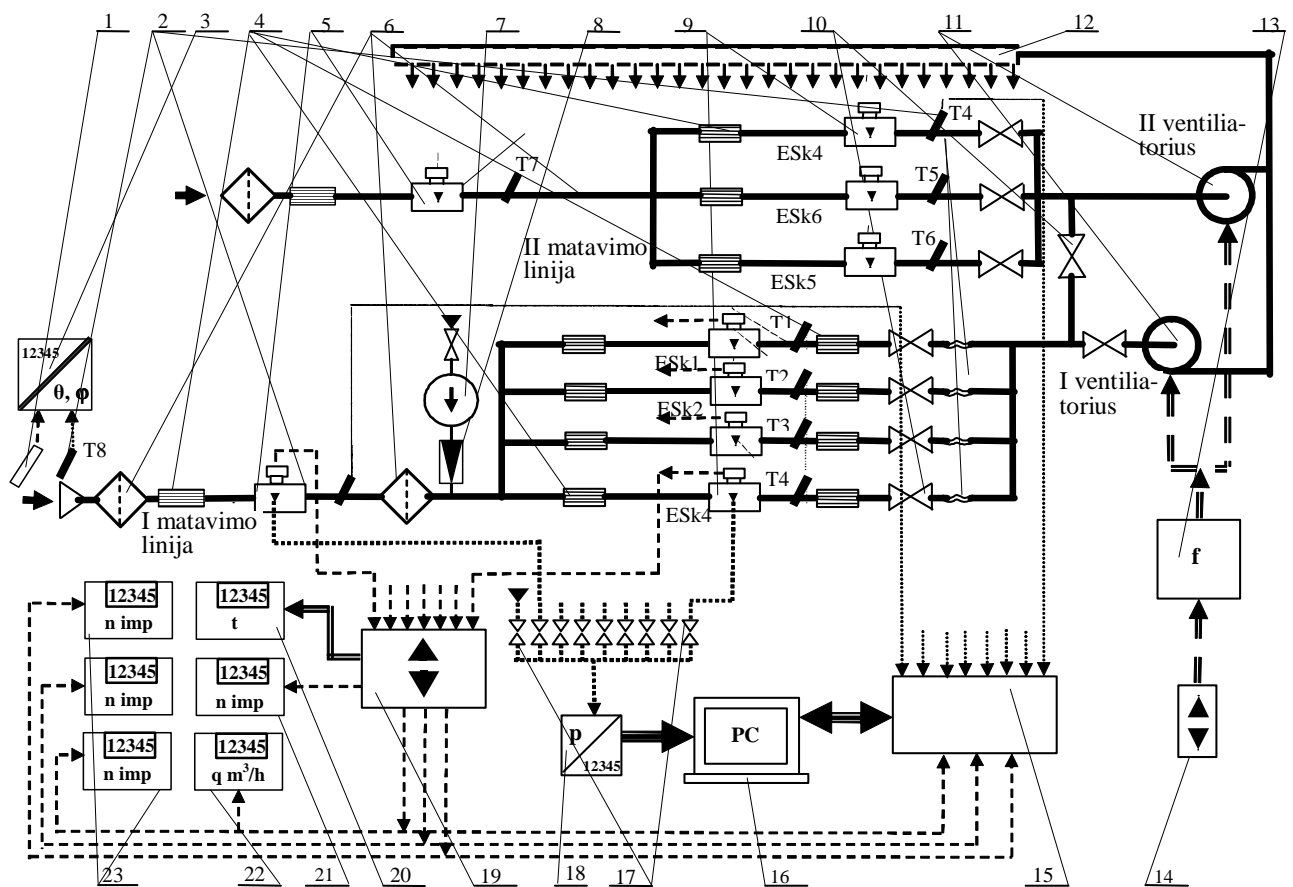 1 2 3 4 5 6 7 8 9 10 11 12 13
T4
II ventilia-
torius
ESk4
T7
T5
ESk6
II matavimo
linija
T6
ESk5
T1
ESk1
12345
θ, φ
T2
ESk2
I ventilia-
torius
T3
T8
T4
ESk4
I matavimo
linija
f
12345
n imp
12345
t
12345
n imp
12345
n imp
12345
n imp
12345
q m³/h
p
12345
PC
23 22 21 20 19 18 17 16 15 14